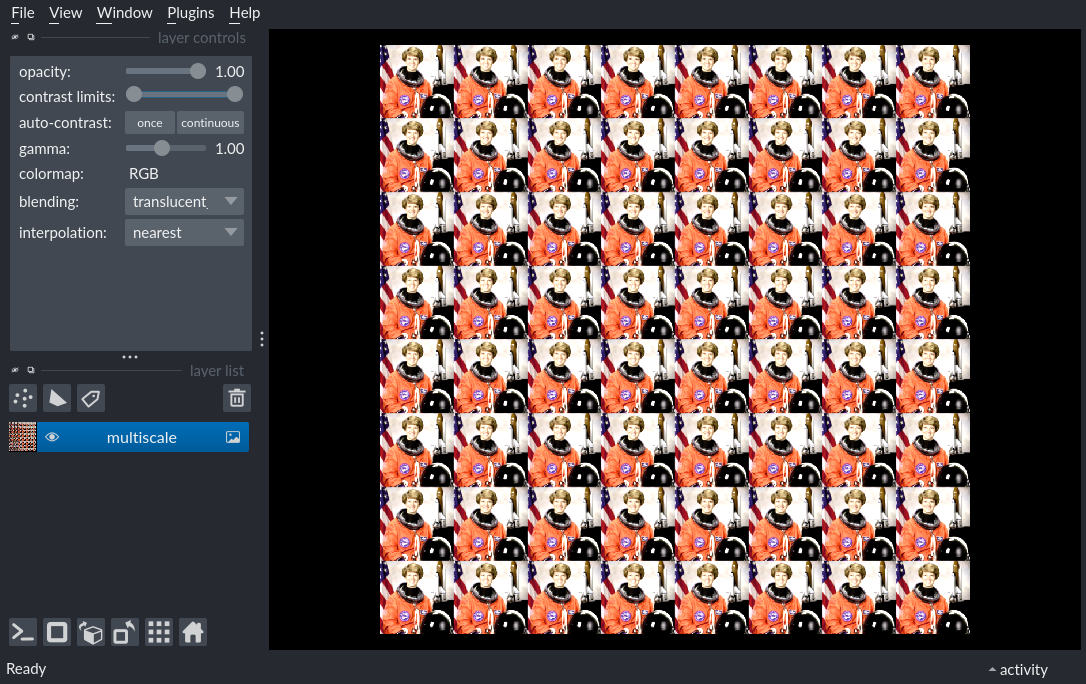 File View Window Plugins Help
layer controls
opacity: 1.00
contrast limits:
auto-contrast: once continuous
gamma: 1.00
colormap: RGB
blending: translucent
interpolation: nearest
layer list
multiscale
Ready
activity